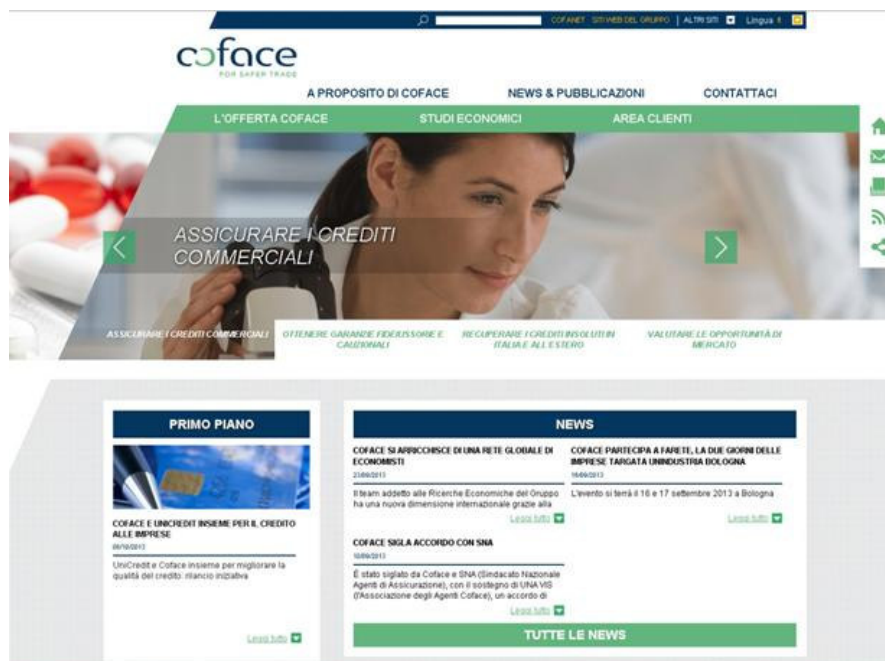 COFANET SITI WEB DEL GRUPPO | ALTRI SITI Lingua
coface
FOR SAFER TRADE
A PROPOSITO DI COFACE NEWS & PUBBLICAZIONI CONTATTACI
L'OFFERTA COFACE STUDI ECONOMICI AREA CLIENTI
ASSICURARE I CREDITI
COMMERCIALI
ASSICURARE I CREDITI COMMERCIALI
OTTENERE GARANZIE FIDEIUSSORIE E
CAUZIONALI
RECUPERARE I CREDITI INSOLUTI IN
ITALIA E ALL'ESTERO
VALUTARE LE OPPORTUNITÀ DI
MERCATO
PRIMO PIANO
COFACE E UNICREDIT INSIEME PER IL CREDITO
ALLE IMPRESE
09/10/2013
UniCredit e Coface insieme per migliorare la
qualità del credito: rilancio iniziativa
Leggi tutto
NEWS
COFACE SI ARRICCHISCE DI UNA RETE GLOBALE DI
ECONOMISTI
23/09/2013
Il team addetto alle Ricerche Economiche del Gruppo
ha una nuova dimensione internazionale grazie alla
Leggi tutto
COFACE PARTECIPA A FARETE, LA DUE GIORNI DELLE
IMPRESE TARGATA UNINDUSTRIA BOLOGNA
16/09/2013
L'evento si terrà il 16 e 17 settembre 2013 a Bologna
Leggi tutto
COFACE SIGLA ACCORDO CON SNA
10/09/2013
È stato siglato da Coface e SNA (Sindacato Nazionale
Agenti di Assicurazione), con il sostegno di UNA VIS
(l'Associazione degli Agenti Coface), un accordo di
Leggi tutto
TUTTE LE NEWS